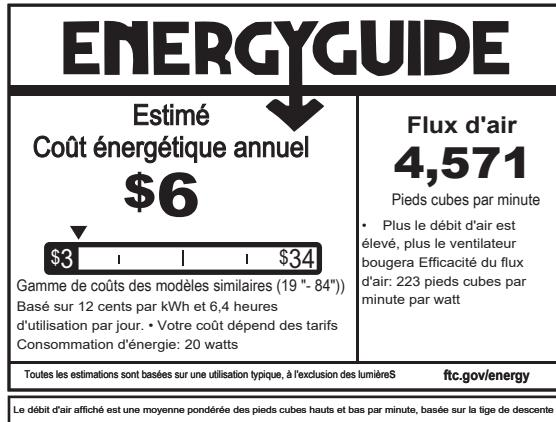 ENERGYGUIDE
Estimé
Coût énergétique annuel
$6
$3
$34
Gamme de coûts des modèles similaires (19 "- 84"))
Basé sur 12 cents par kWh et 6,4 heures
d'utilisation par jour. • Votre coût dépend des tarifs
Consommation d'énergie: 20 watts
Flux d'air
4,571
Pieds cubes par minute
• Plus le débit d'air est
élevé, plus le ventilateur
bougera Efficacité du flux
d'air: 223 pieds cubes par
minute par watt
Toutes les estimations sont basées sur une utilisation typique, à l'exclusion des lumièreS
ftc.gov/energy
Le débit d'air affiché est une moyenne pondérée des pieds cubes hauts et bas par minute, basée sur la tige de descente